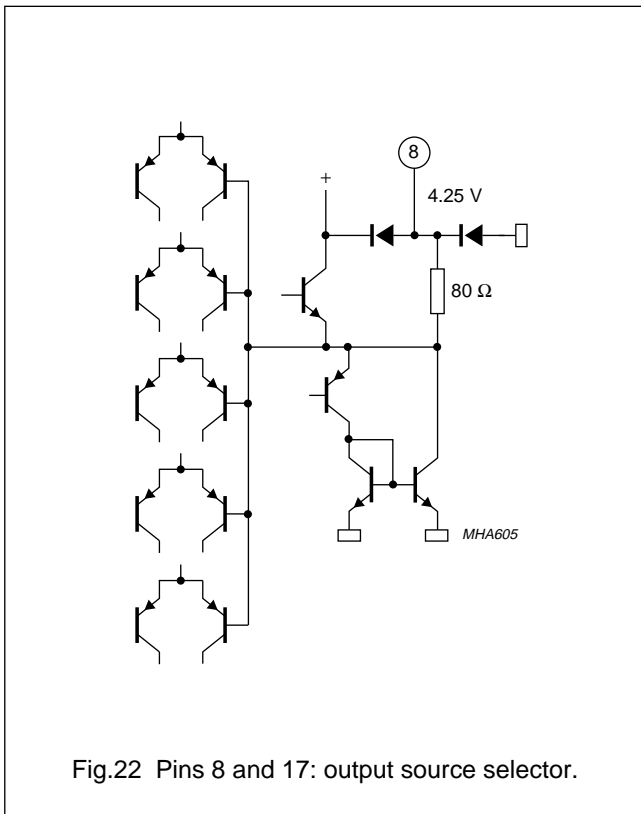 8
+
4.25 V
80 Ω
MHA605
Fig.22 Pins 8 and 17: output source selector.